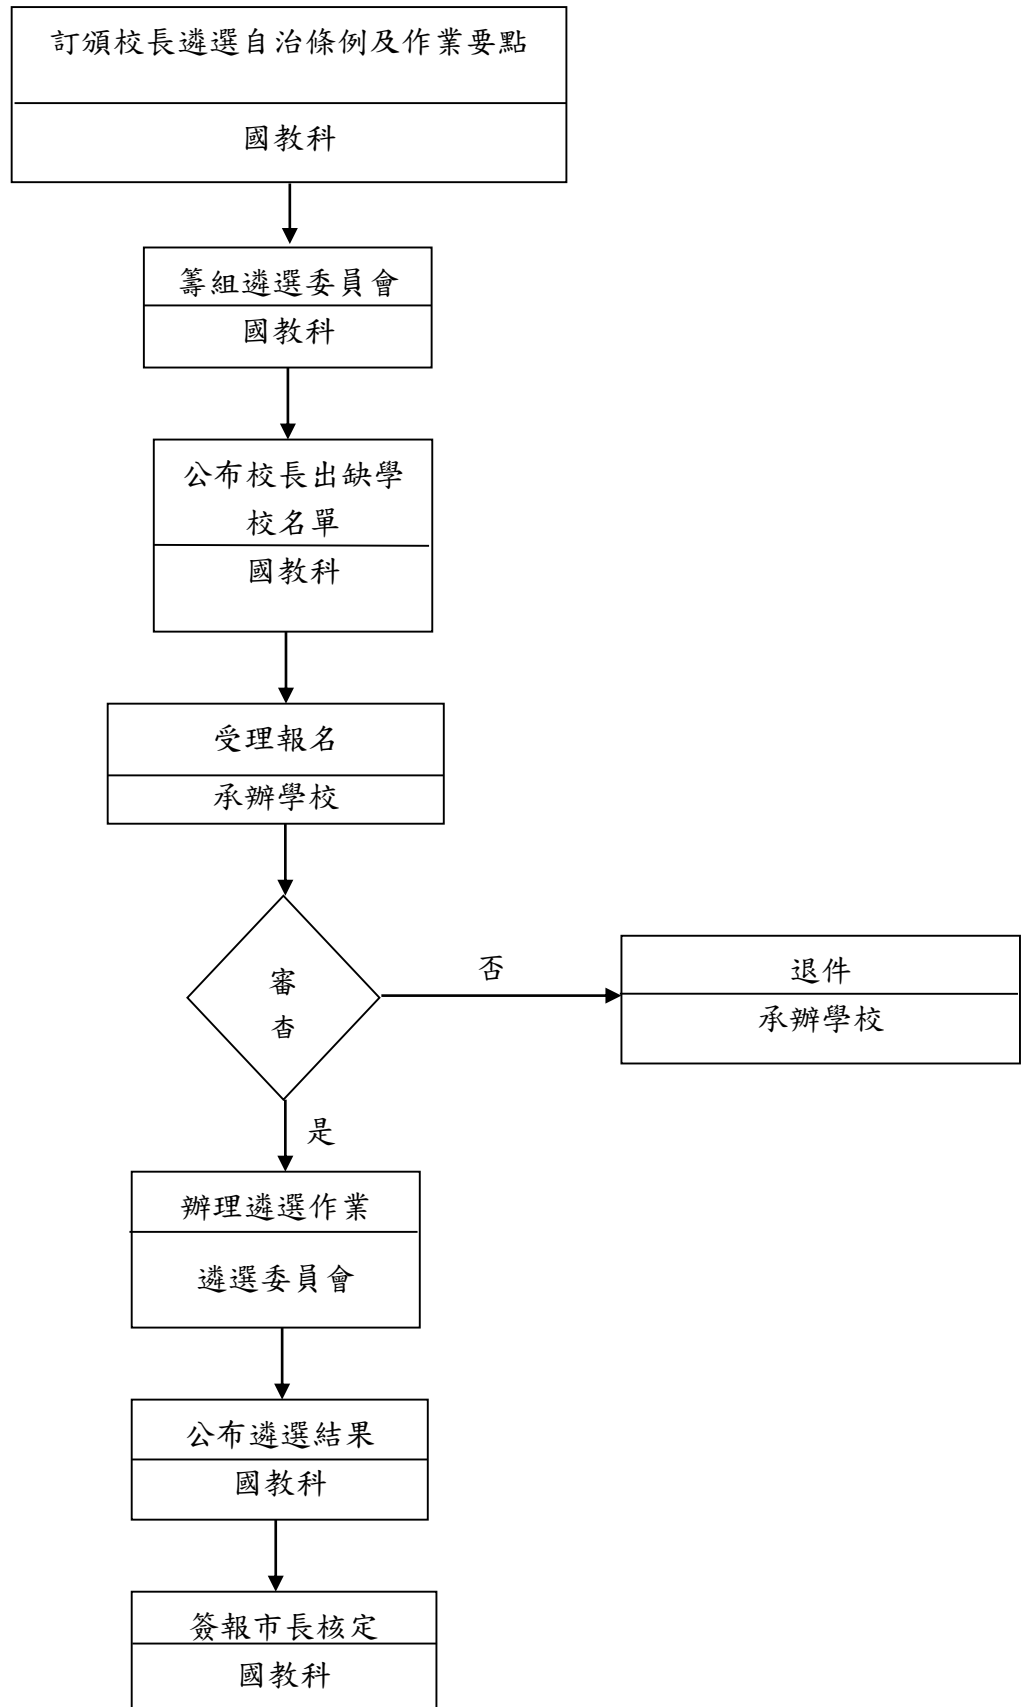 訂頒校長遴選自治條例及作業要點
國教科
籌組遴選委員會
國教科
公布校長出缺學
校名單
國教科
受理報名
承辦學校
審
查
否
退件
承辦學校
是
辦理遴選作業
遴選委員會
公布遴選結果
國教科
簽報市長核定
國教科